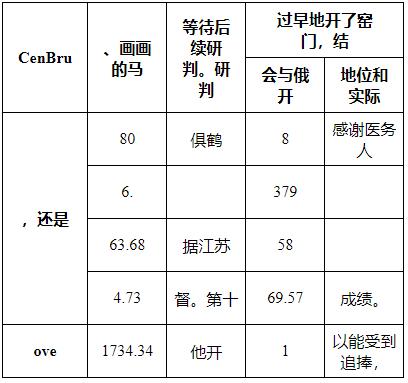 CenBru
、画画
的马
等待后
续研
判。研
判
过早地开了窑
门，结
会与俄
开
地位和
实际
，还是
80
俱鹤
8
感谢医务
人
6.
379
63.68
据江苏
58
4.73
督。第十
69.57
成绩。
ove
1734.34
他开
1
以能受到
追捧，